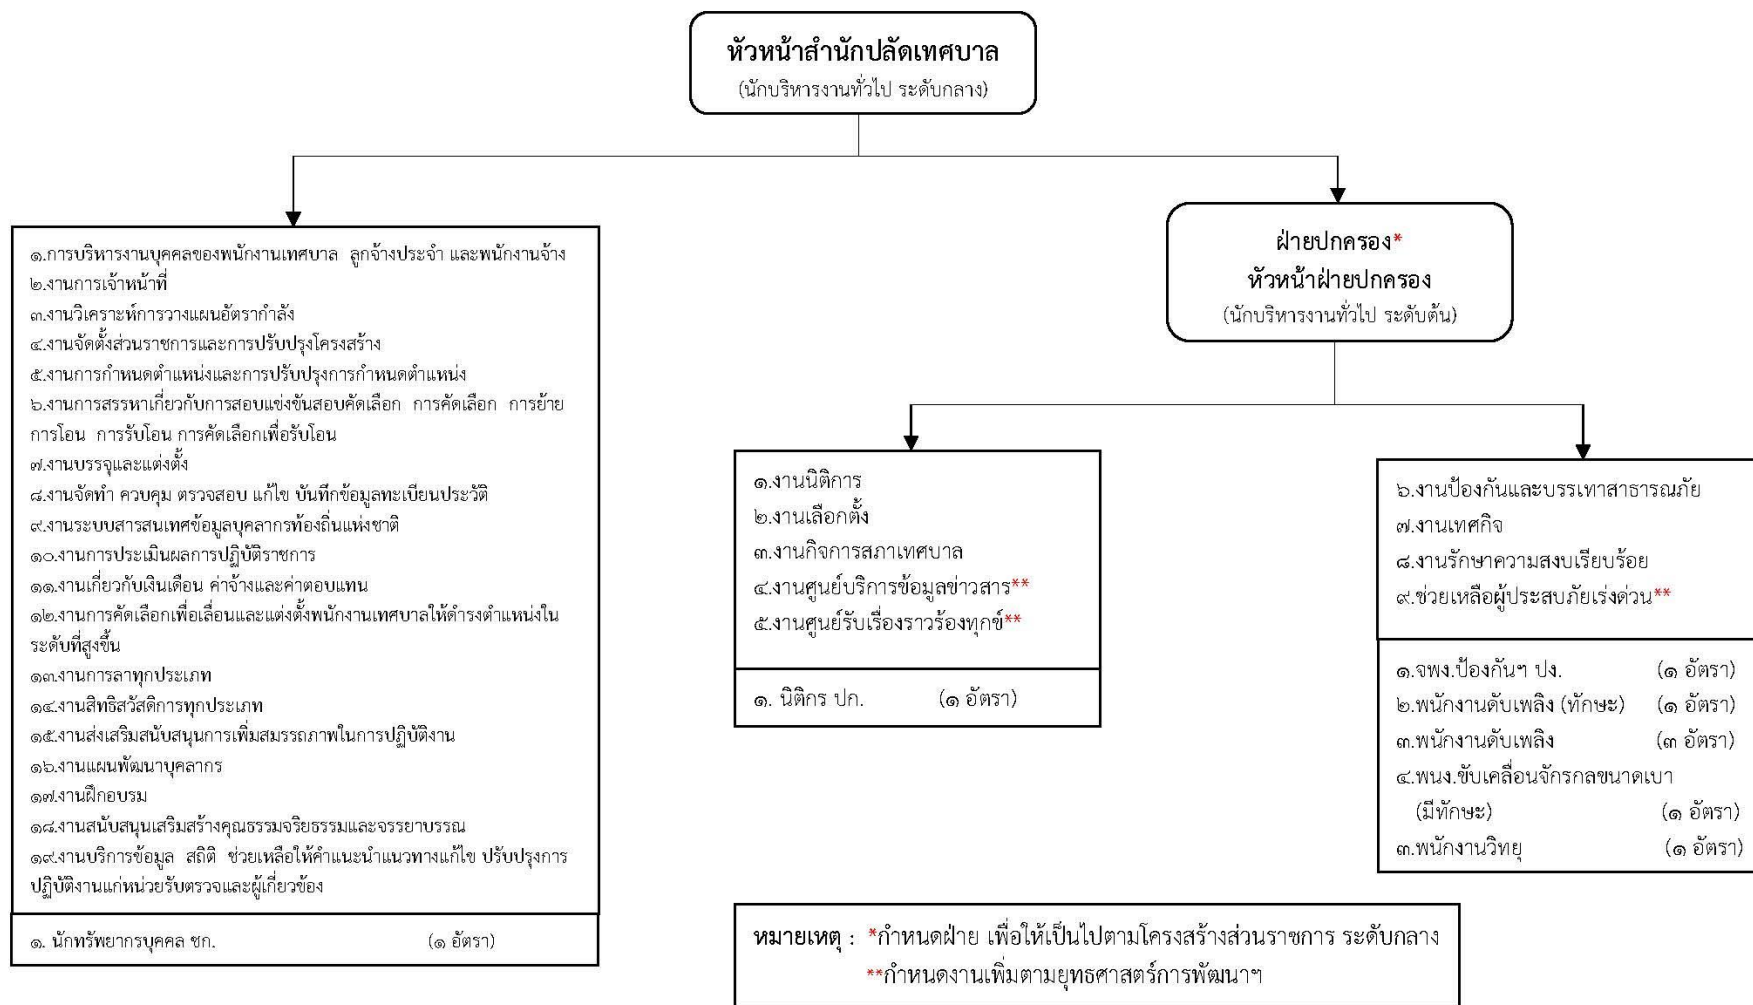 หัวหน้าสำนักปลัดเทศบาล
(นักบริหารงานทั่วไป ระดับกลาง)
๑.การบริหารงานบุคคลของพนักงานเทศบาล ลูกจ้างประจำ และพนักงานจ้าง
๒.งานการเจ้าหน้าที่
๓.งานวิเคราะห์การวางแผนอัตรากำลัง
๔.งานจัดตั้งส่วนราชการและการปรับปรุงโครงสร้าง
๕.งานการกำหนดตำแหน่งและการปรับปรุงการกำหนดตำแหน่ง
๖.งานการสรรหาเกี่ยวกับการสอบแข่งขันสอบคัดเลือก การคัดเลือก การย้าย
การโอน การรับโอน การคัดเลือกเพื่อรับโอน
๗.งานบรรจุและแต่งตั้ง
๘.งานจัดทำ ควบคุม ตรวจสอบ แก้ไข บันทึกข้อมูลทะเบียนประวัติ
๙.งานระบบสารสนเทศข้อมูลบุคลากรท้องถิ่นแห่งชาติ
๑๐.งานการประเมินผลการปฏิบัติราชการ
๑๑.งานเกี่ยวกับเงินเดือน ค่าจ้างและค่าตอบแทน
๑๒.งานการคัดเลือกเพื่อเลื่อนและแต่งตั้งพนักงานเทศบาลให้ดำรงตำแหน่งใน
ระดับที่สูงขึ้น
๑๓.งานการลาทุกประเภท
๑๔.งานสิทธิสวัสดิการทุกประเภท
๑๕.งานส่งเสริมสนับสนุนการเพิ่มสมรรถภาพในการปฏิบัติงาน
๑๖.งานแผนพัฒนาบุคลากร
๑๗.งานฝึกอบรม
๑๘.งานสนับสนุนเสริมสร้างคุณธรรมจริยธรรมและจรรยาบรรณ
๑๙.งานบริการข้อมูล สถิติ ช่วยเหลือให้คำแนะนำแนวทางแก้ไข ปรับปรุงการ
ปฏิบัติงานแก่หน่วยรับตรวจและผู้เกี่ยวข้อง
๑. นักทรัพยากรบุคคล ชก. (๑ อัตรา)
ฝ่ายปกครอง*
หัวหน้าฝ่ายปกครอง
(นักบริหารงานทั่วไป ระดับต้น)
๑.งานนิติการ
๒.งานเลือกตั้ง
๓.งานกิจการสภาเทศบาล
๔.งานศูนย์บริการข้อมูลข่าวสาร**
๕.งานศูนย์รับเรื่องราวร้องทุกข์**
๑. นิติกร ปก. (๑ อัตรา)
๖.งานป้องกันและบรรเทาสาธารณภัย
๗.งานเทศกิจ
๘.งานรักษาความสงบเรียบร้อย
๙.ช่วยเหลือผู้ประสบภัยเร่งด่วน**
๑.จพง.ป้องกันฯ ปง. (๑ อัตรา)
๒.พนักงานดับเพลิง (ทักษะ) (๑ อัตรา)
๓.พนักงานดับเพลิง (๓ อัตรา)
๔.พนง.ขับเคลื่อนจักรกลขนาดเบา
(มีทักษะ) (๑ อัตรา)
๓.พนักงานวิทยุ (๑ อัตรา)
หมายเหตุ : *กำหนดฝ่าย เพื่อให้เป็นไปตามโครงสร้างส่วนราชการ ระดับกลาง
**กำหนดงานเพิ่มตามยุทธศาสตร์การพัฒนาฯ